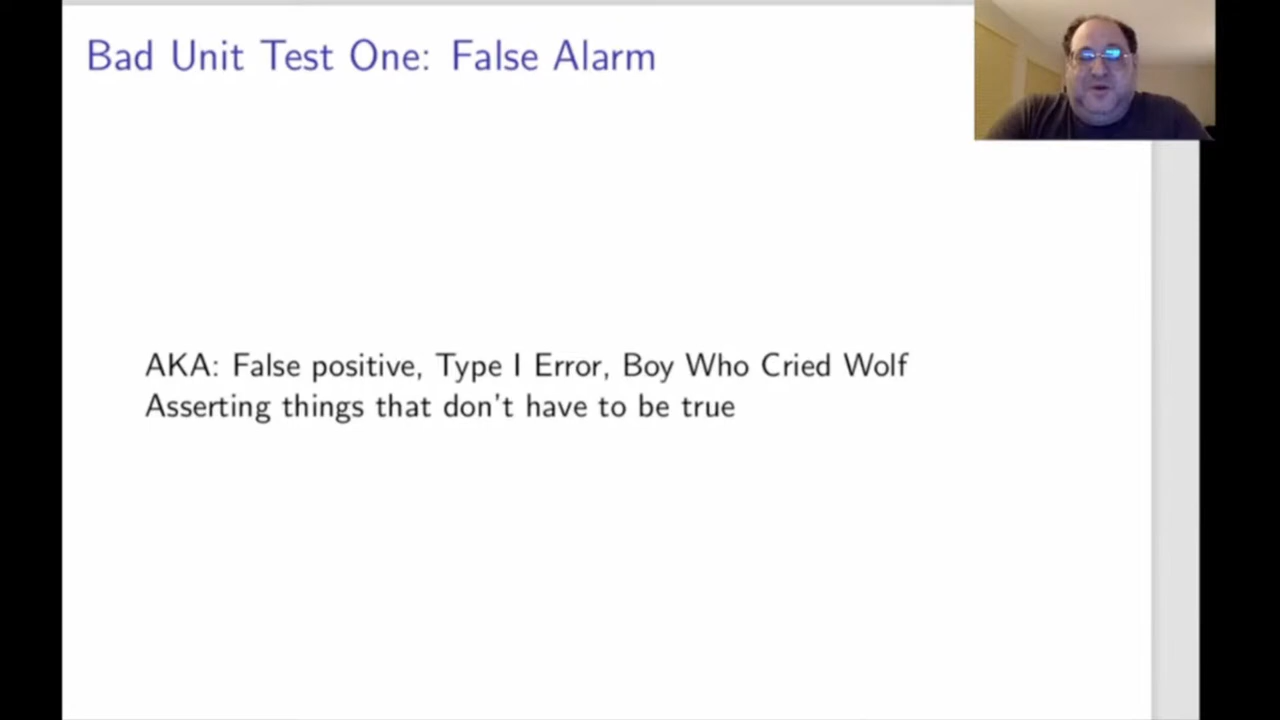 Bad Unit Test One: False Alarm
AKA: False positive, Type I Error, Boy Who Cried Wolf
Asserting things that don't have to be true